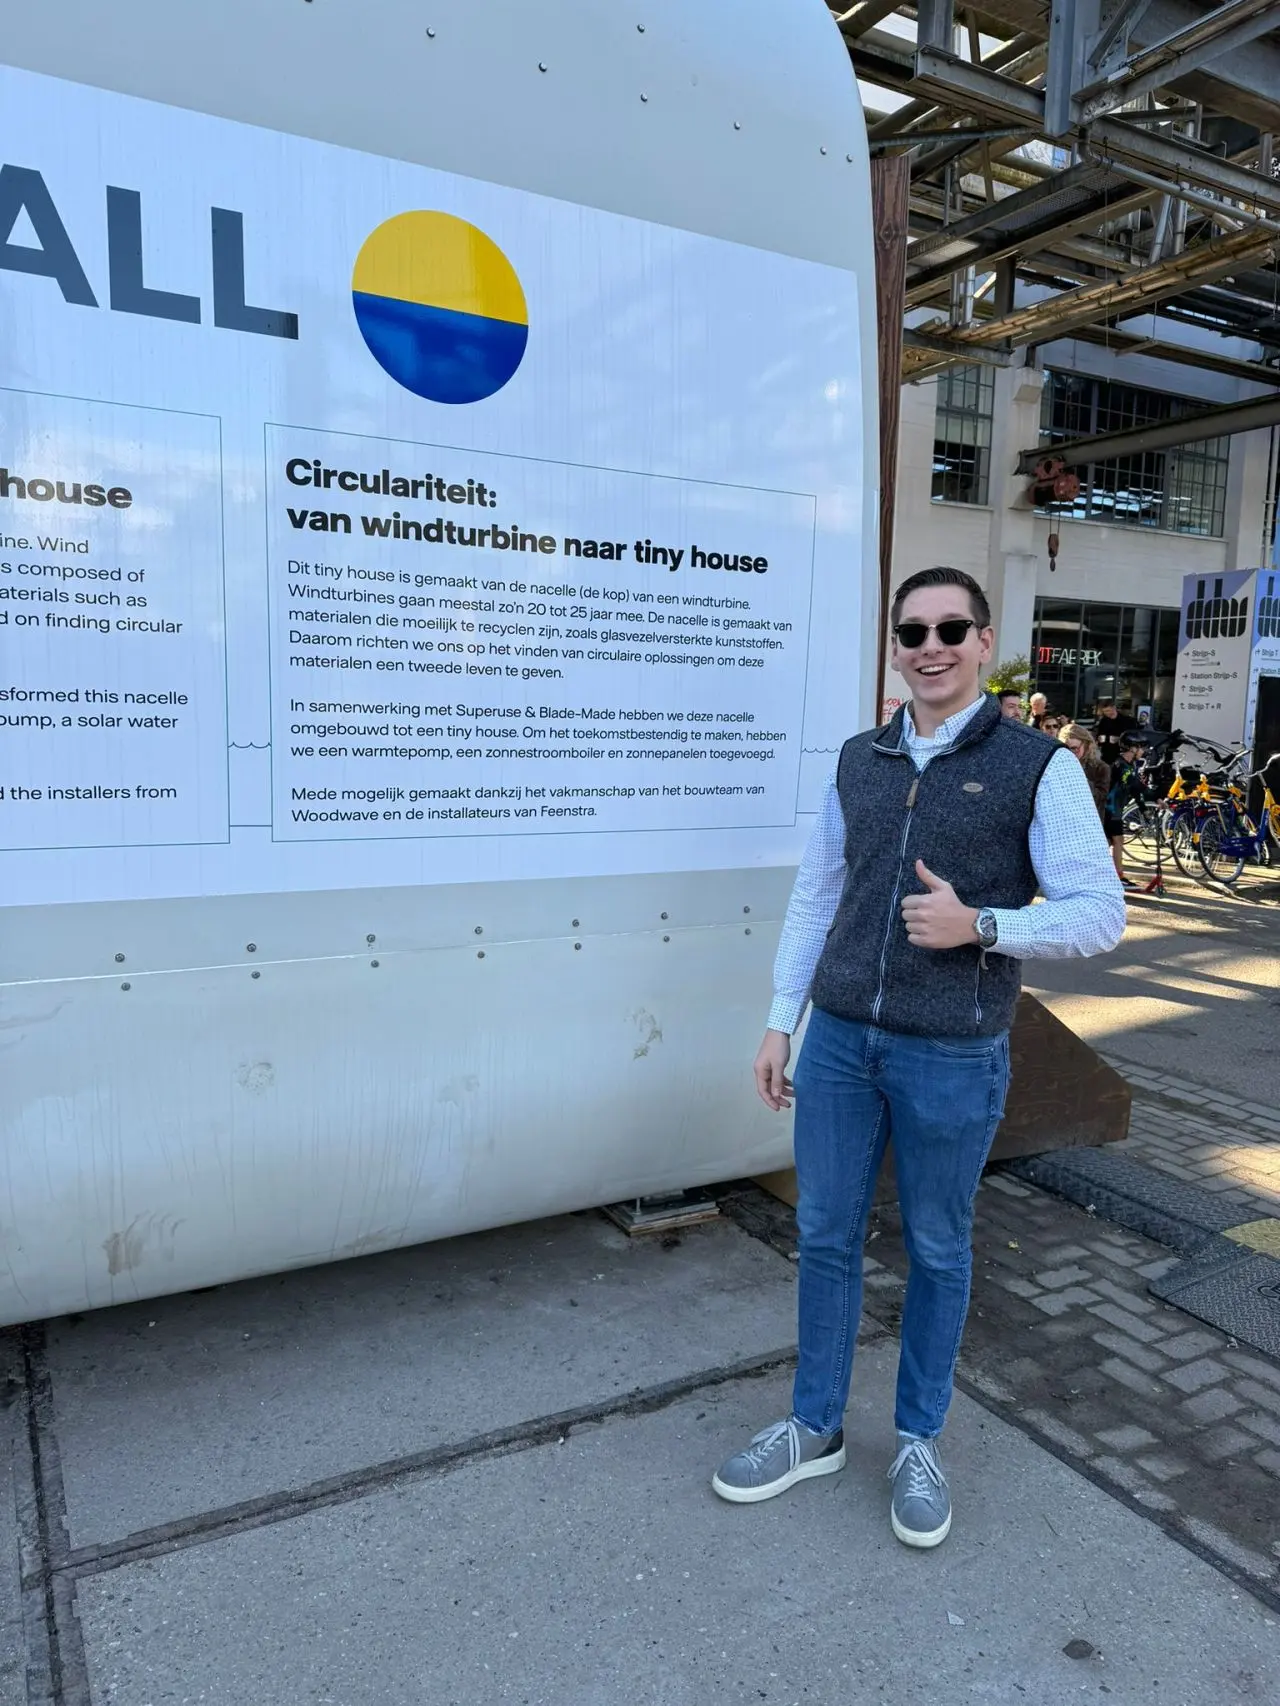 ALL
house
ine. Wind
s composed of
aterials such as
d on finding circular
sformed this nacelle
pump, a solar water
d the installers from
Circulariteit:
van windturbine naar tiny house
Dit tiny house is gemaakt van de nacelle (de kop) van een windturbine.
Windturbines gaan meestal zo'n 20 tot 25 jaar mee. De nacelle is gemaakt van
materialen die moeilijk te recyclen zijn, zoals glasvezelversterkte kunststoffen.
Daarom richten we ons op het vinden van circulaire oplossingen om deze
materialen een tweede leven te geven.
In samenwerking met Superuse & Blade-Made hebben we deze nacelle
omgebouwd tot een tiny house. Om het toekomstbestendig te maken, hebben
we een warmtepomp, een zonnestroomboiler en zonnepanelen toegevoegd.
Mede mogelijk gemaakt dankzij het vakmanschap van het bouwteam van
Woodwave en de installateurs van Feenstra.
ddw
→ Strijp-S
→ Station Strijp-S
↑ Strijp-S
↑ Strijp T + R